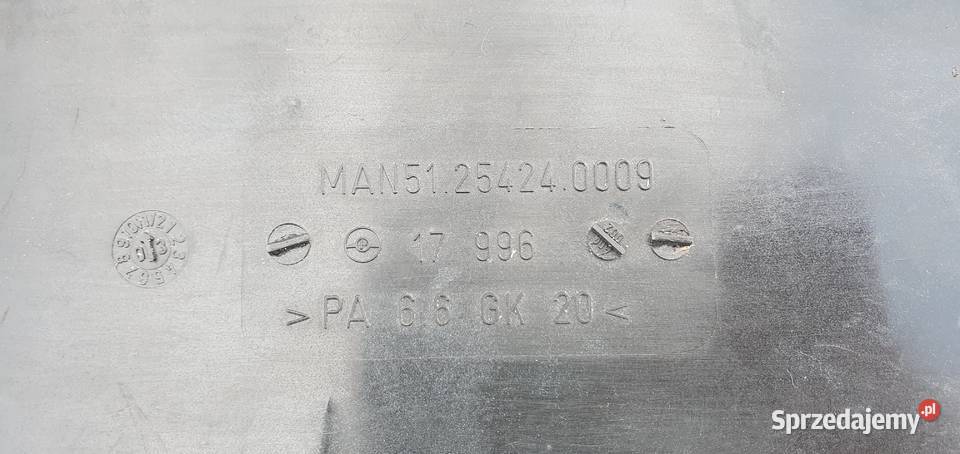 MAN51.25424.0009
17 996
>PA 6.6 GK 20<
Sprzedajemy.pl